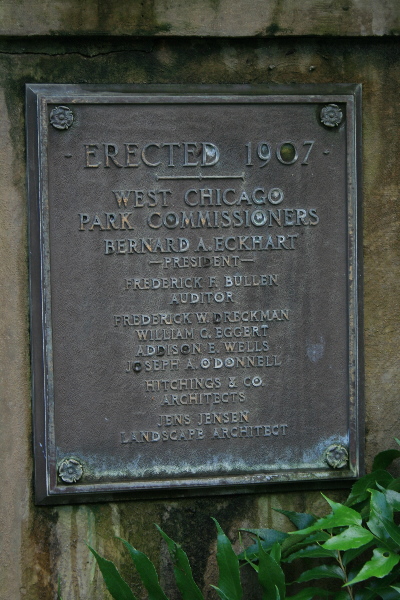 - ERECTED 1907 -
WEST CHICAGO
PARK COMMISSIONERS
BERNARD A. ECKHART
—PRESIDENT—
FREDERICK F. BULLEN
AUDITOR
FREDERICK W. DRECKMAN
WILLIAM C. EGGERT
ADDISON E. WELLS
JOSEPH A. O'DONNELL
HITCHINGS & CO.
ARCHITECTS
JENS JENSEN
LANDSCAPE ARCHITECT